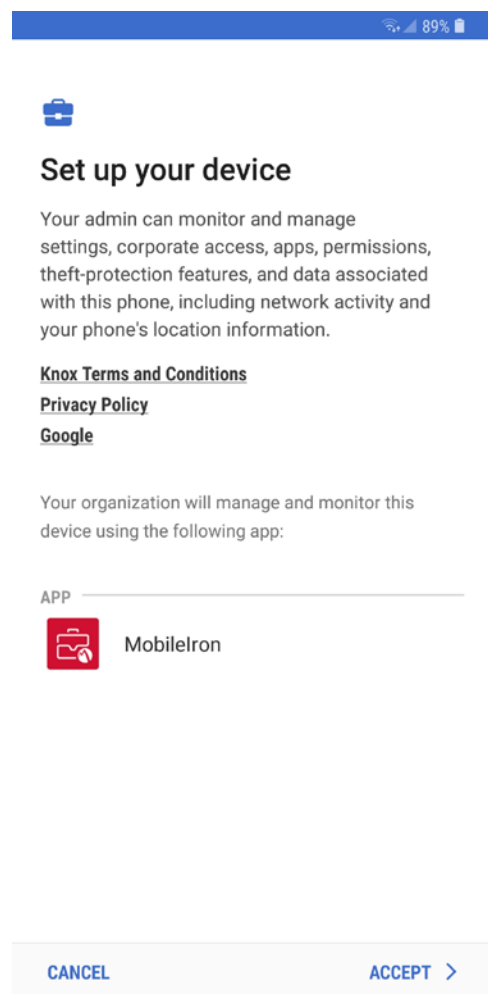 89%
Set up your device
Your admin can monitor and manage
settings, corporate access, apps, permissions,
theft-protection features, and data associated
with this phone, including network activity and
your phone's location information.
Knox Terms and Conditions
Privacy Policy
Google
Your organization will manage and monitor this
device using the following app:
APP
MobileIron
CANCEL
ACCEPT